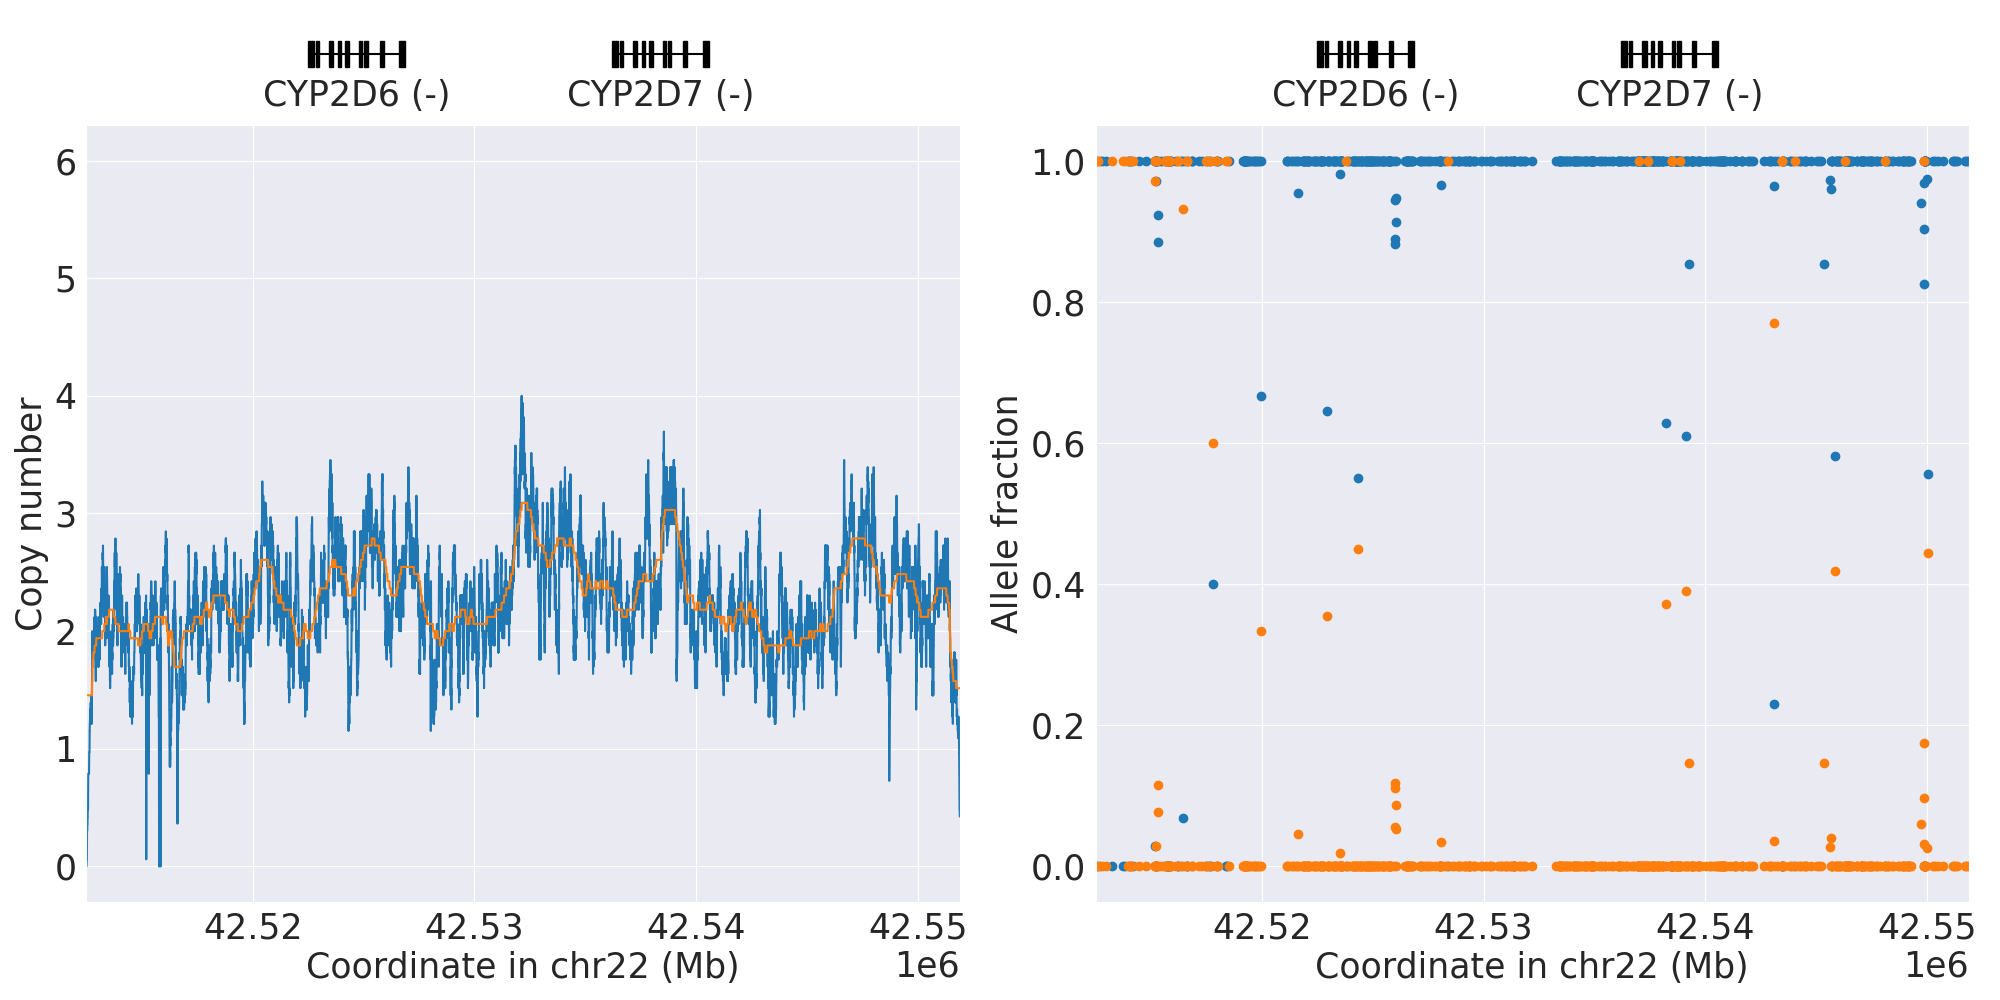 CYP2D6 (-) CYP2D7 (-)
6
5
4
3
2
1
0
Copy number
42.52 42.53 42.54 42.55
Coordinate in chr22 (Mb)
1e6
CYP2D6 (-) CYP2D7 (-)
1.0
0.8
0.6
0.4
0.2
0.0
Allele fraction
42.52 42.53 42.54 42.55
Coordinate in chr22 (Mb)
1e6